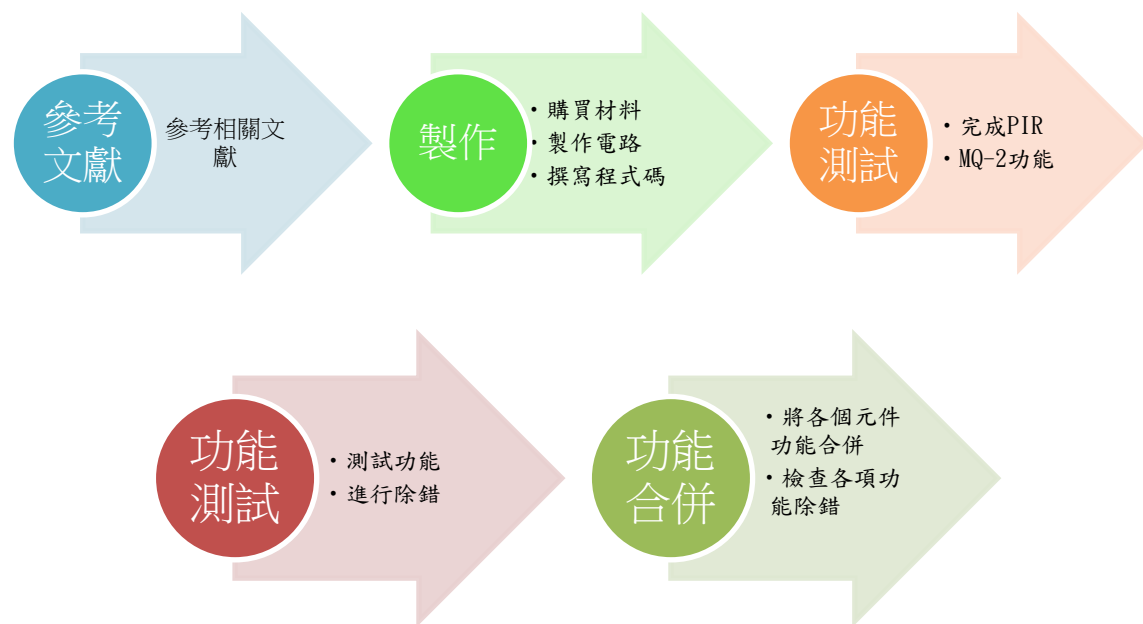 參考
文獻
參考相關文
獻
製作
・購買材料
・製作電路
・撰寫程式碼
功能
測試
・完成PIR
・MQ-2功能
功能
測試
・測試功能
・進行除錯
功能
合併
・將各個元件
功能合併
・檢查各項功
能除錯